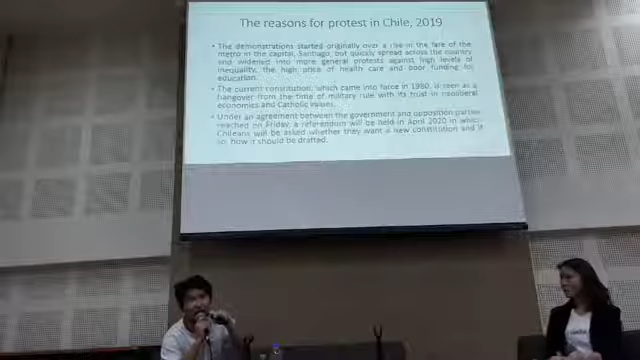 The reasons for protest in Chile, 2019
• The demonstrations started originally over a rise in the fare of the
metro in the capital, Santiago, but quickly spread across the country
and widened into more general protests against high levels of
inequality, the high price of health care and poor funding for
education.
• The current constitution, which came into force in 1980, is seen as a
hangover from the time of military rule with its trust in neoliberal
economics and Catholic values.
• Under an agreement between the government and opposition parties
reached on Friday, a referendum will be held in April 2020 in which
Chileans will be asked whether they want a new constitution and if
so, how it should be drafted.